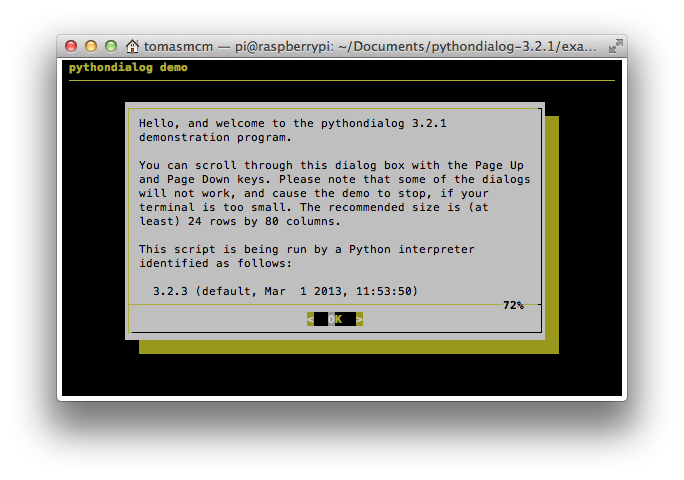 tomasmcm — pi@raspberrypi: ~/Documents/pythondialog-3.2.1/exa...
pythondialog demo
Hello, and welcome to the pythondialog 3.2.1
demonstration program.
You can scroll through this dialog box with the Page Up
and Page Down keys. Please note that some of the dialogs
will not work, and cause the demo to stop, if your
terminal is too small. The recommended size is (at
least) 24 rows by 80 columns.
This script is being run by a Python interpreter
identified as follows:
3.2.3 (default, Mar  1 2013, 11:53:50)
72%
<  OK  >